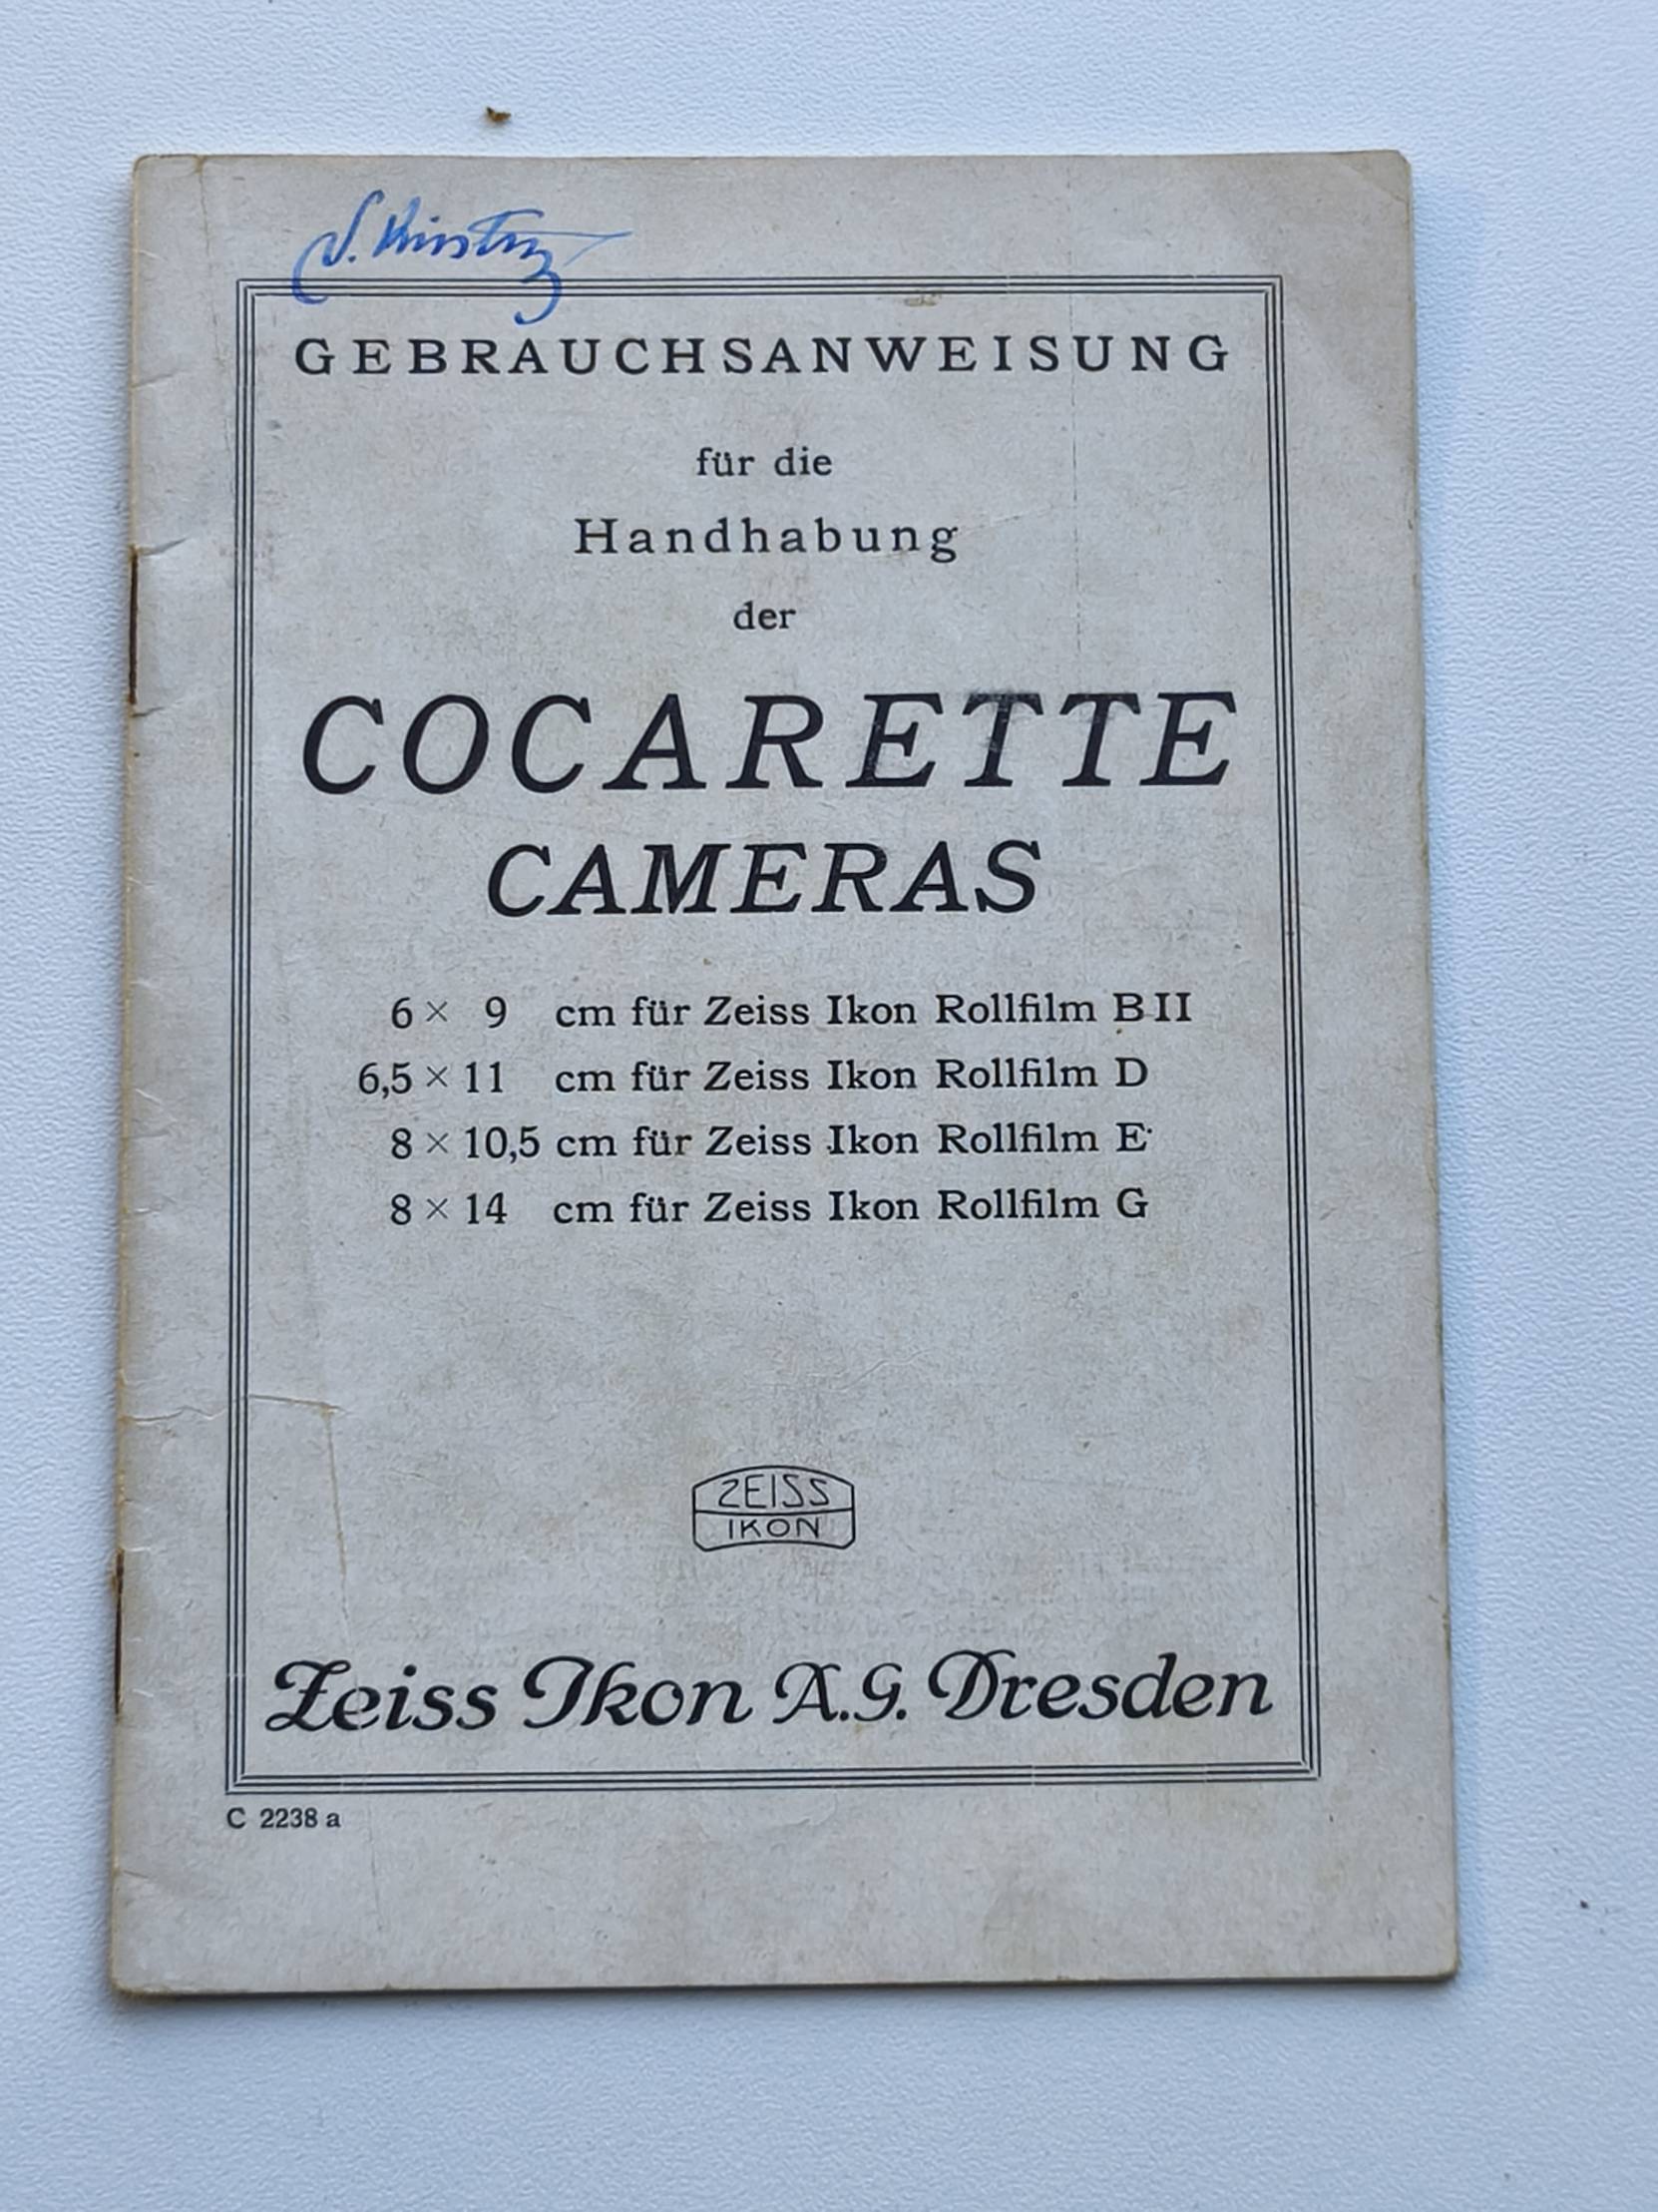 GEBRAUCHSANWEISUNG
für die
Handhabung
der
COCARETTE
CAMERAS
6 × 9 cm für Zeiss Ikon Rollfilm B II
6,5 × 11 cm für Zeiss Ikon Rollfilm D
8 × 10,5 cm für Zeiss Ikon Rollfilm E
8 × 14 cm für Zeiss Ikon Rollfilm G
ZEISS
IKON
Zeiss Ikon A.G. Dresden
C 2238 a